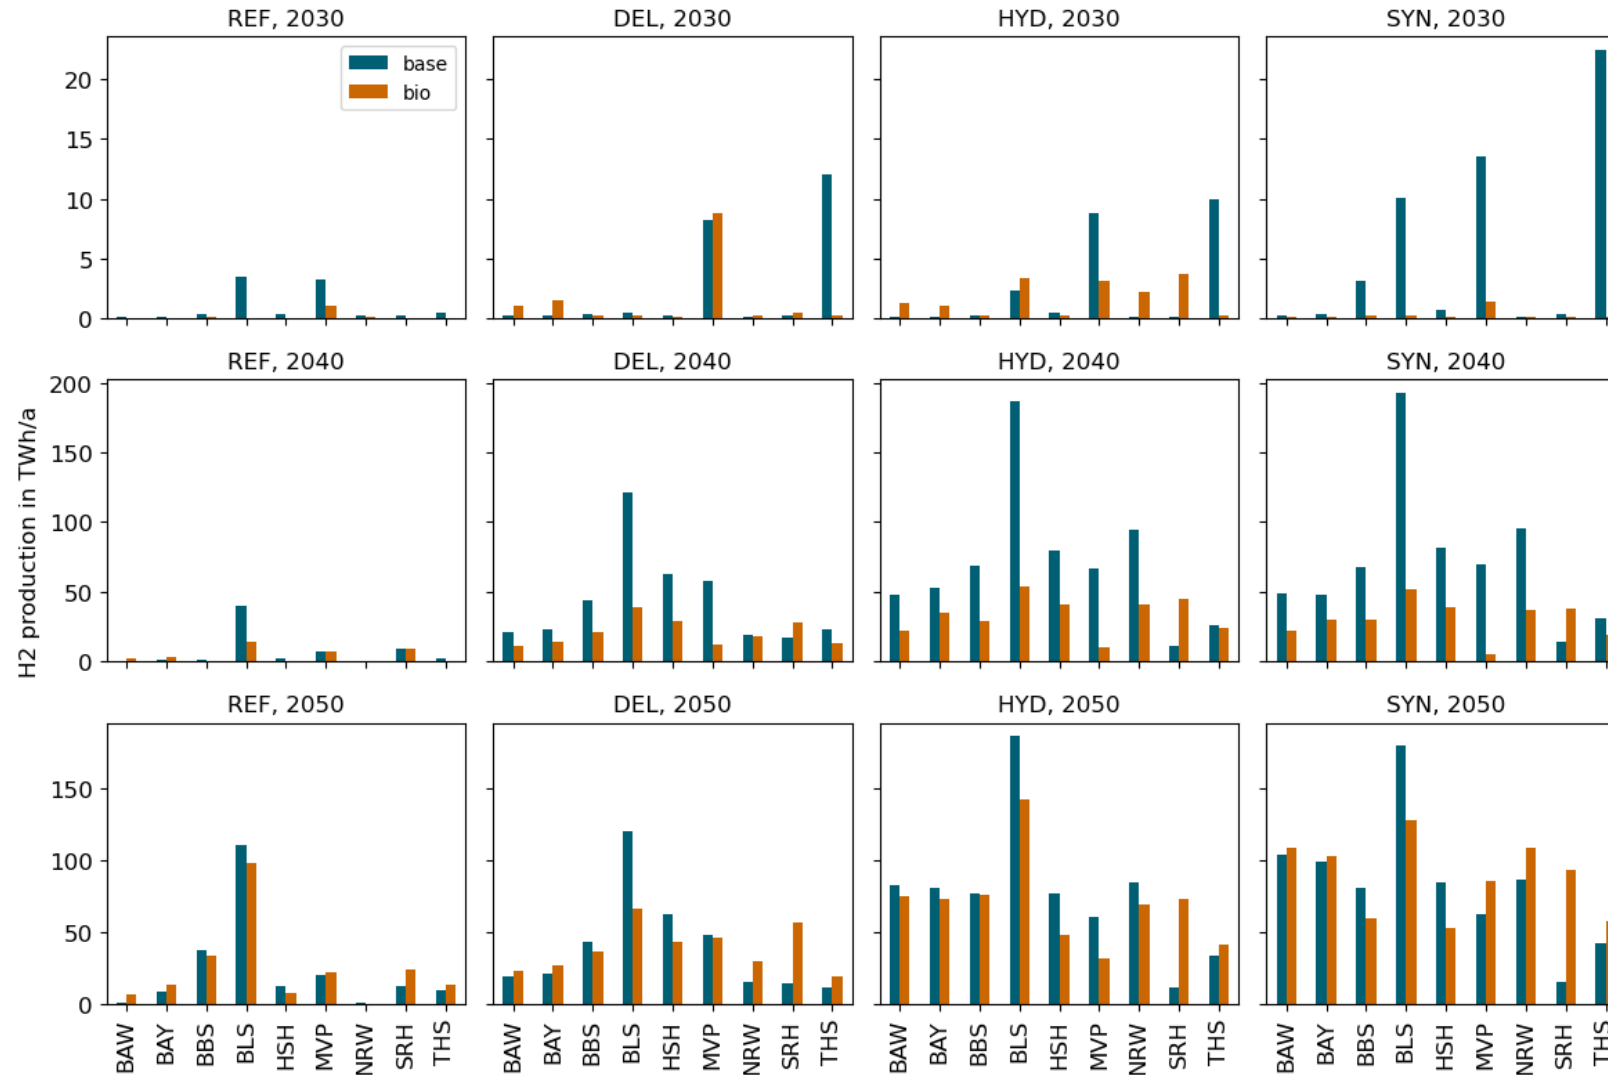 REF, 2030 DEL, 2030 HYD, 2030 SYN, 2030
base
bio
20
15
10
5
0
REF, 2040 DEL, 2040 HYD, 2040 SYN, 2040
200
150
100
50
0
H2 production in TWh/a
REF, 2050 DEL, 2050 HYD, 2050 SYN, 2050
150
100
50
0
BAW BAY BBS BLS HSH MVP NRW SRH THS BAW BAY BBS BLS HSH MVP NRW SRH THS BAW BAY BBS BLS HSH MVP NRW SRH THS BAW BAY BBS BLS HSH MVP NRW SRH THS